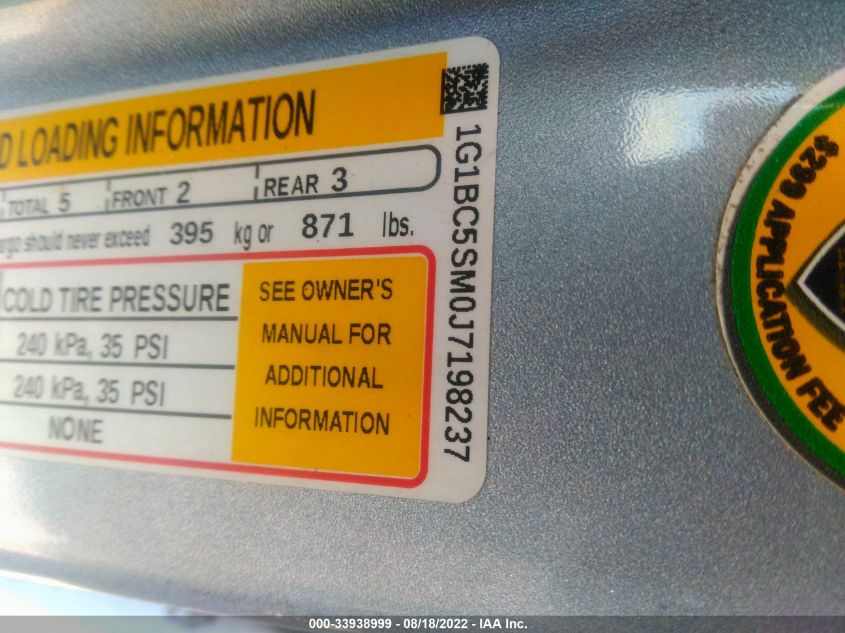 D LOADING INFORMATION
TOTAL 5 FRONT 2 REAR 3
argo should never exceed 395 kg or 871 lbs.
COLD TIRE PRESSURE
240 kPa, 35 PSI
240 kPa, 35 PSI
NONE
SEE OWNER'S
MANUAL FOR
ADDITIONAL
INFORMATION
1G1BC5SM0J7198237
$299 APPLICATION FEE
000-33938999 - 08/18/2022 - IAA Inc.